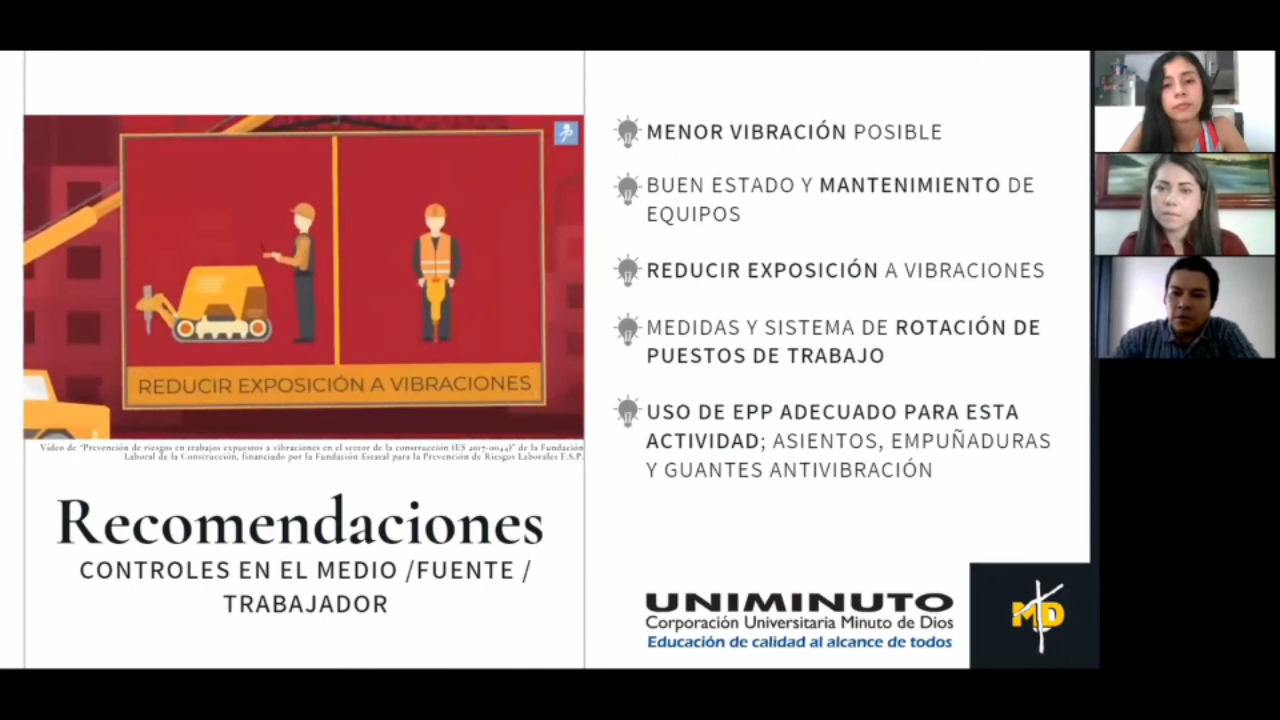 REDUCIR EXPOSICIÓN A VIBRACIONES
Vídeo de "Prevención de riesgos en trabajos expuestos a vibraciones en el sector de la construcción (ES 2017-0044)" de la Fundación
Laboral de la Construcción, financiado por la Fundación Estatal para la Prevención de Riesgos Laborales F.S.P.
Recomendaciones
CONTROLES EN EL MEDIO /FUENTE /
TRABAJADOR
MENOR VIBRACIÓN POSIBLE
BUEN ESTADO Y MANTENIMIENTO DE
EQUIPOS
REDUCIR EXPOSICIÓN A VIBRACIONES
MEDIDAS Y SISTEMA DE ROTACIÓN DE
PUESTOS DE TRABAJO
USO DE EPP ADECUADO PARA ESTA
ACTIVIDAD; ASIENTOS, EMPUÑADURAS
Y GUANTES ANTIVIBRACIÓN
UNIMINUTO
Corporación Universitaria Minuto de Dios
Educación de calidad al alcance de todos
MD